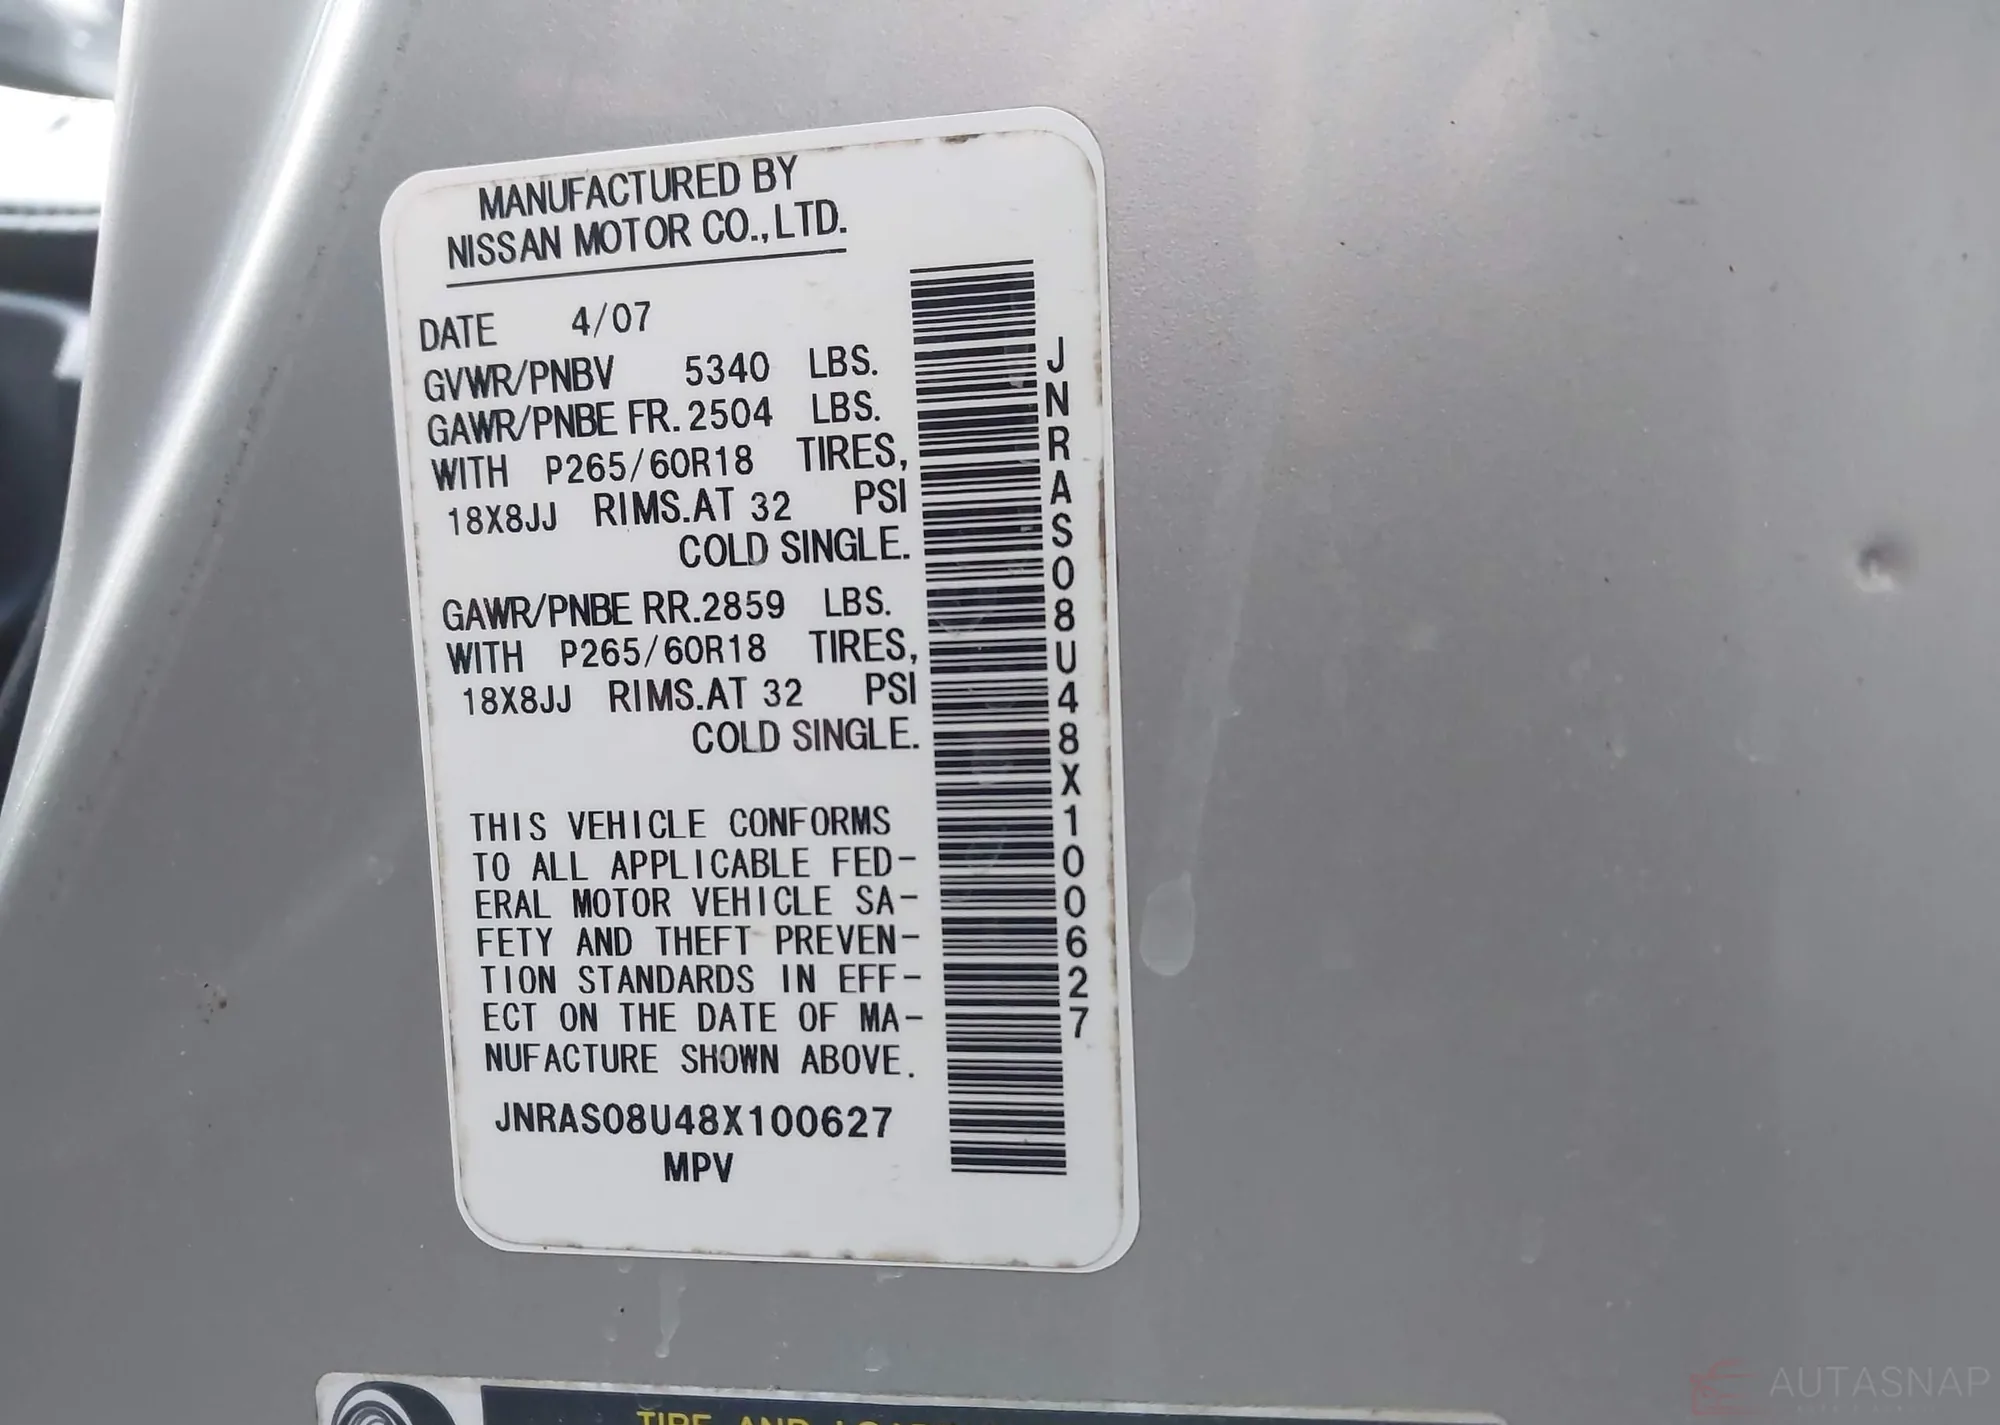 MANUFACTURED BY
NISSAN MOTOR CO.,LTD.
DATE 4/07
GVWR/PNBV 5340 LBS.
GAWR/PNBE FR. 2504 LBS.
WITH P265/60R18 TIRES,
18X8JJ RIMS.AT 32 PSI
COLD SINGLE.
GAWR/PNBE RR. 2859 LBS.
WITH P265/60R18 TIRES,
18X8JJ RIMS.AT 32 PSI
COLD SINGLE.
THIS VEHICLE CONFORMS
TO ALL APPLICABLE FED-
ERAL MOTOR VEHICLE SA-
FETY AND THEFT PREVEN-
TION STANDARDS IN EFF-
ECT ON THE DATE OF MA-
NUFACTURE SHOWN ABOVE.
JNRAS08U48X100627
MPV
JNRAS08U48X100627
TIRE AND
AUTASNAP